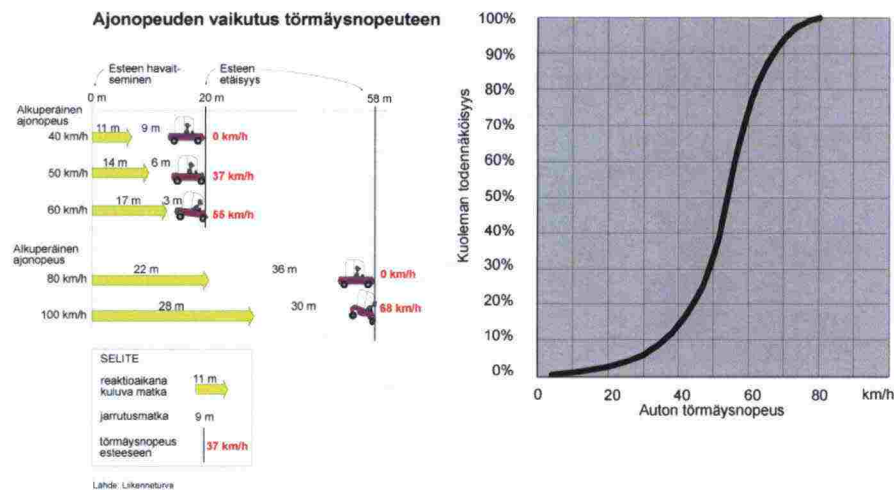 Ajonopeuden vaikutus törmäysnopeuteen
Esteen havait-
seminen
Esteen
etäisyys
0 m
20 m
58 m
Alkuperäinen
ajonopeus
40 km/h
11 m
9 m
0 km/h
50 km/h
14 m
6 m
37 km/h
60 km/h
17 m
3 m
55 km/h
Alkuperäinen
ajonopeus
80 km/h
22 m
36 m
0 km/h
100 km/h
28 m
30 m
68 km/h
SELITE
reaktioaikana
kuluva matka
11 m
jarrutusmatka
9 m
törmäysnopeus
esteeseen
37 km/h
Lähde: Liikenneturva
Kuoleman todennäköisyys
100%
90%
80%
70%
60%
50%
40%
30%
20%
10%
0%
0
20
40
60
80
km/h
Auton törmäysnopeus